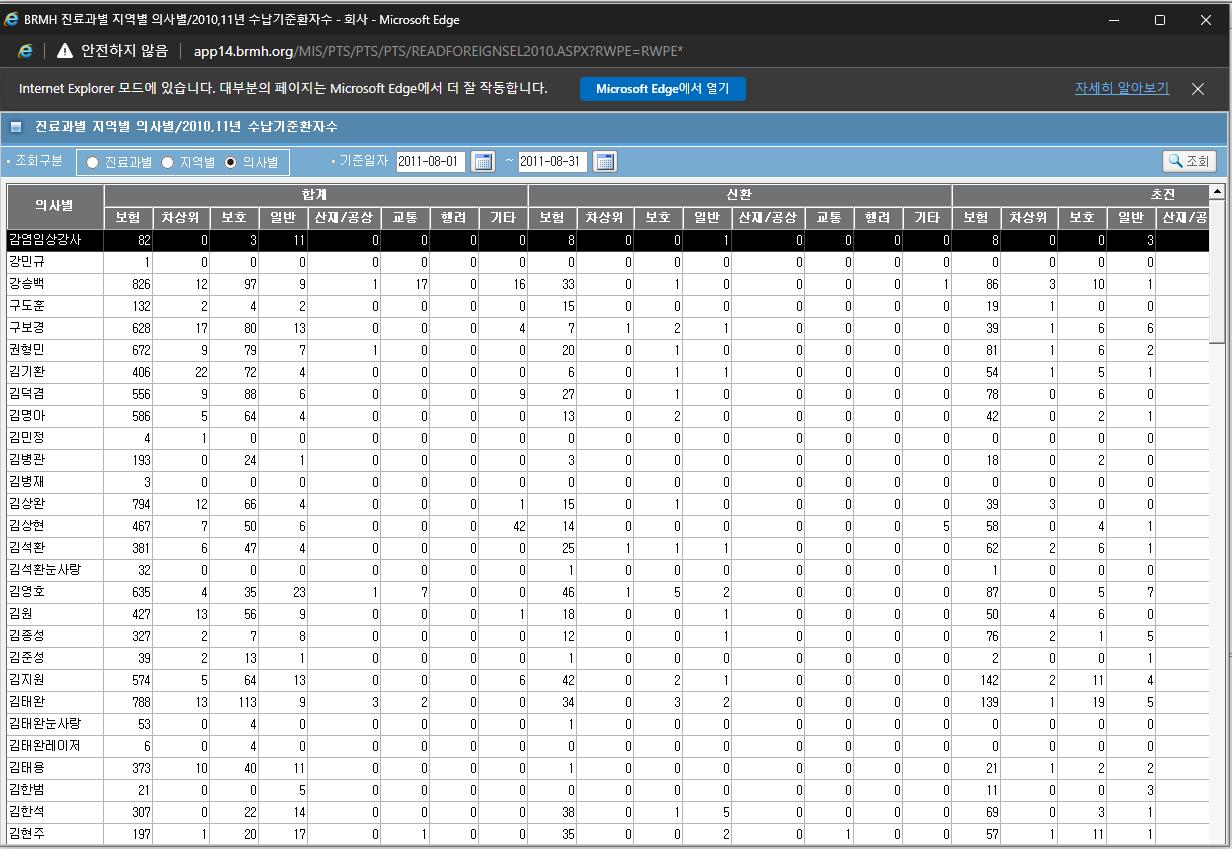 BRMH 진료과별 지역별 의사별/2010,11년 수납기준환자수 - 회사 - Microsoft Edge
안전하지 않음 app14.brmh.org/MIS/PTS/PTS/PTS/READFOREIGNSEL2010.ASPX?RWPE=RWPE*
Internet Explorer 모드에 있습니다. 대부분의 페이지는 Microsoft Edge에서 더 잘 작동합니다. Microsoft Edge에서 열기 자세히 알아보기
진료과별 지역별 의사별/2010,11년 수납기준환자수
조회구분 진료과별 지역별 의사별 기준일자 2011-08-01 ~ 2011-08-31 조회
의사별 합계 신환 초진
보험 차상위 보호 일반 산재/공상 교통 행려 기타 보험 차상위 보호 일반 산재/공상 교통 행려 기타 보험 차상위 보호 일반 산재/공
감염임상강사 82 0 3 11 0 0 0 0 8 0 0 1 0 0 0 0 8 0 0 3
강민규 1 0 0 0 0 0 0 0 0 0 0 0 0 0 0 0 0 0 0 0
강승백 826 12 97 9 1 17 0 16 33 0 1 0 0 0 0 1 86 3 10 1
구도훈 132 2 4 2 0 0 0 0 15 0 0 0 0 0 0 0 19 1 0 0
구보경 628 17 80 13 0 0 0 4 7 1 2 1 0 0 0 0 39 1 6 6
권형민 672 9 79 7 1 0 0 0 20 0 1 0 0 0 0 0 81 1 6 2
김기환 406 22 72 4 0 0 0 0 6 0 1 1 0 0 0 0 54 1 5 1
김덕겸 556 9 88 6 0 0 0 9 27 0 1 0 0 0 0 0 78 0 6 0
김명아 586 5 64 4 0 0 0 0 13 0 2 0 0 0 0 0 42 0 2 1
김민정 4 1 0 0 0 0 0 0 0 0 0 0 0 0 0 0 0 0 0 0
김병관 193 0 24 1 0 0 0 0 3 0 0 0 0 0 0 0 18 0 2 0
김병재 3 0 0 0 0 0 0 0 0 0 0 0 0 0 0 0 0 0 0 0
김상완 794 12 66 4 0 0 0 1 15 0 1 0 0 0 0 0 39 3 0 0
김상현 467 7 50 6 0 0 0 42 14 0 0 0 0 0 0 5 58 0 4 1
김석환 381 6 47 4 0 0 0 0 25 1 1 1 0 0 0 0 62 2 6 1
김석환눈사랑 32 0 0 0 0 0 0 0 1 0 0 0 0 0 0 0 1 0 0 0
김영호 635 4 35 23 1 7 0 0 46 1 5 2 0 0 0 0 87 0 5 7
김원 427 13 56 9 0 0 0 1 18 0 0 1 0 0 0 0 50 4 6 0
김중성 327 2 7 8 0 0 0 0 12 0 0 1 0 0 0 0 76 2 1 5
김준성 39 2 13 1 0 0 0 0 1 0 0 0 0 0 0 0 2 0 0 1
김지원 574 5 64 13 0 0 0 6 42 0 2 1 0 0 0 0 142 2 11 4
김태완 788 13 113 9 3 2 0 0 34 0 3 2 0 0 0 0 139 1 19 5
김태완눈사랑 53 0 4 0 0 0 0 0 1 0 0 0 0 0 0 0 0 0 0 0
김태완레이저 6 0 4 0 0 0 0 0 0 0 0 0 0 0 0 0 0 0 0 0
김태용 373 10 40 11 0 0 0 0 1 0 0 0 0 0 0 0 21 1 2 2
김한범 21 0 0 5 0 0 0 0 0 0 0 0 0 0 0 0 11 0 0 3
김한석 307 0 22 14 0 0 0 0 38 0 1 5 0 0 0 0 69 0 3 1
김현주 197 1 20 17 0 1 0 0 35 0 0 2 0 1 0 0 57 1 11 1